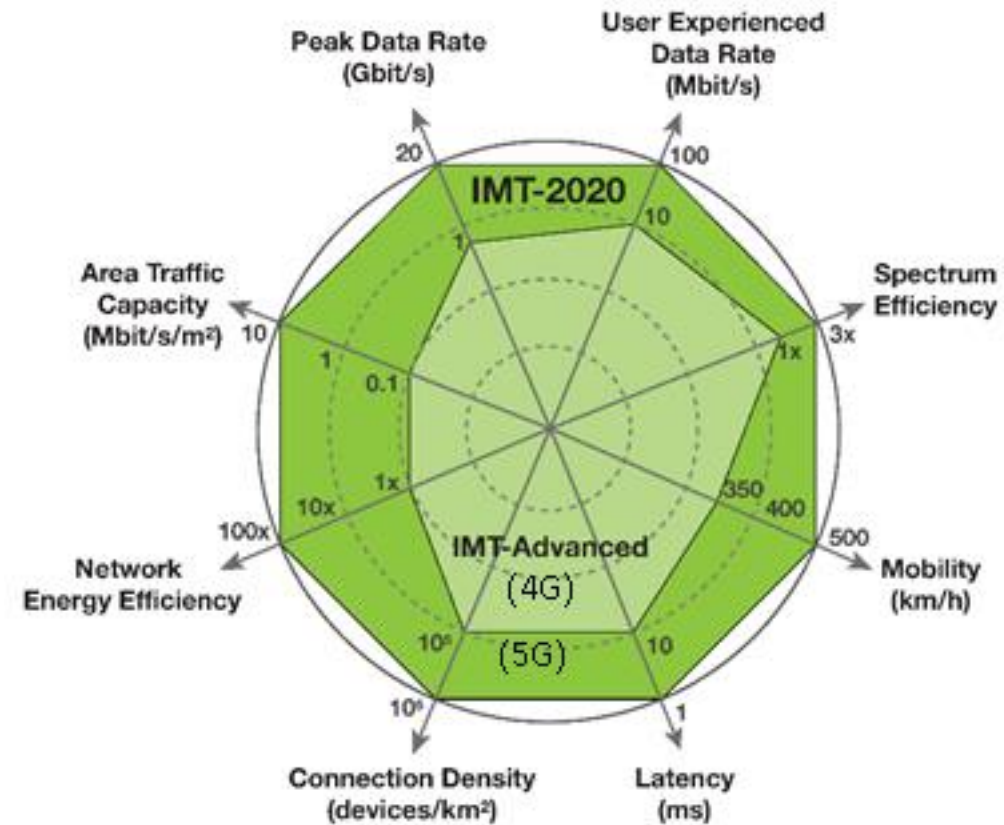 Peak Data Rate
(Gbit/s)
User Experienced
Data Rate
(Mbit/s)
20
100
IMT-2020
1
10
Area Traffic
Capacity
(Mbit/s/m²)
Spectrum
Efficiency
10
1
0.1
1x
3x
1x
10x
100x
350
400
500
Network
Energy Efficiency
IMT-Advanced
(4G)
Mobility
(km/h)
(5G)
10
1
Connection Density
(devices/km²)
Latency
(ms)